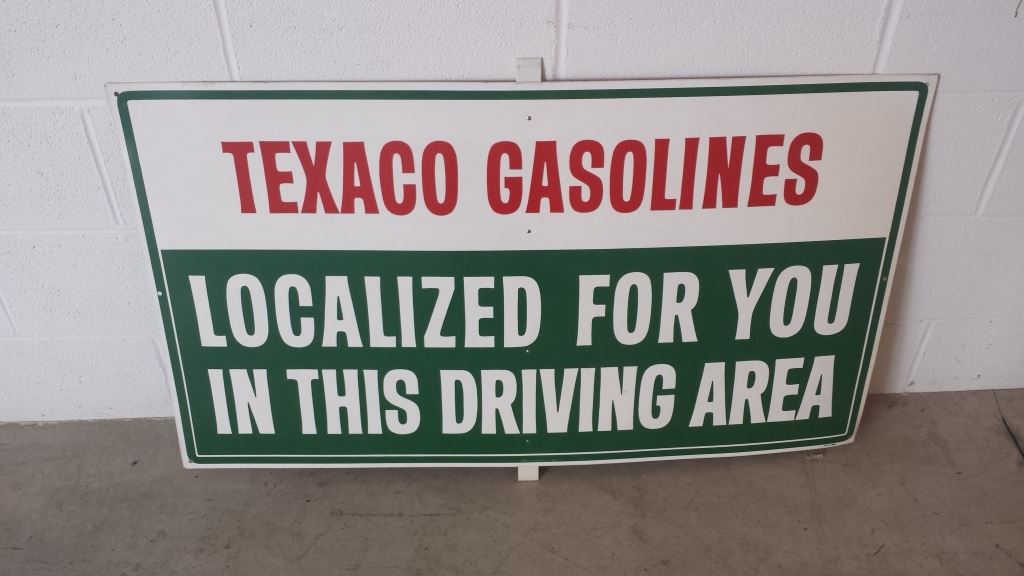 TEXACO GASOLINES
LOCALIZED FOR YOU
IN THIS DRIVING AREA